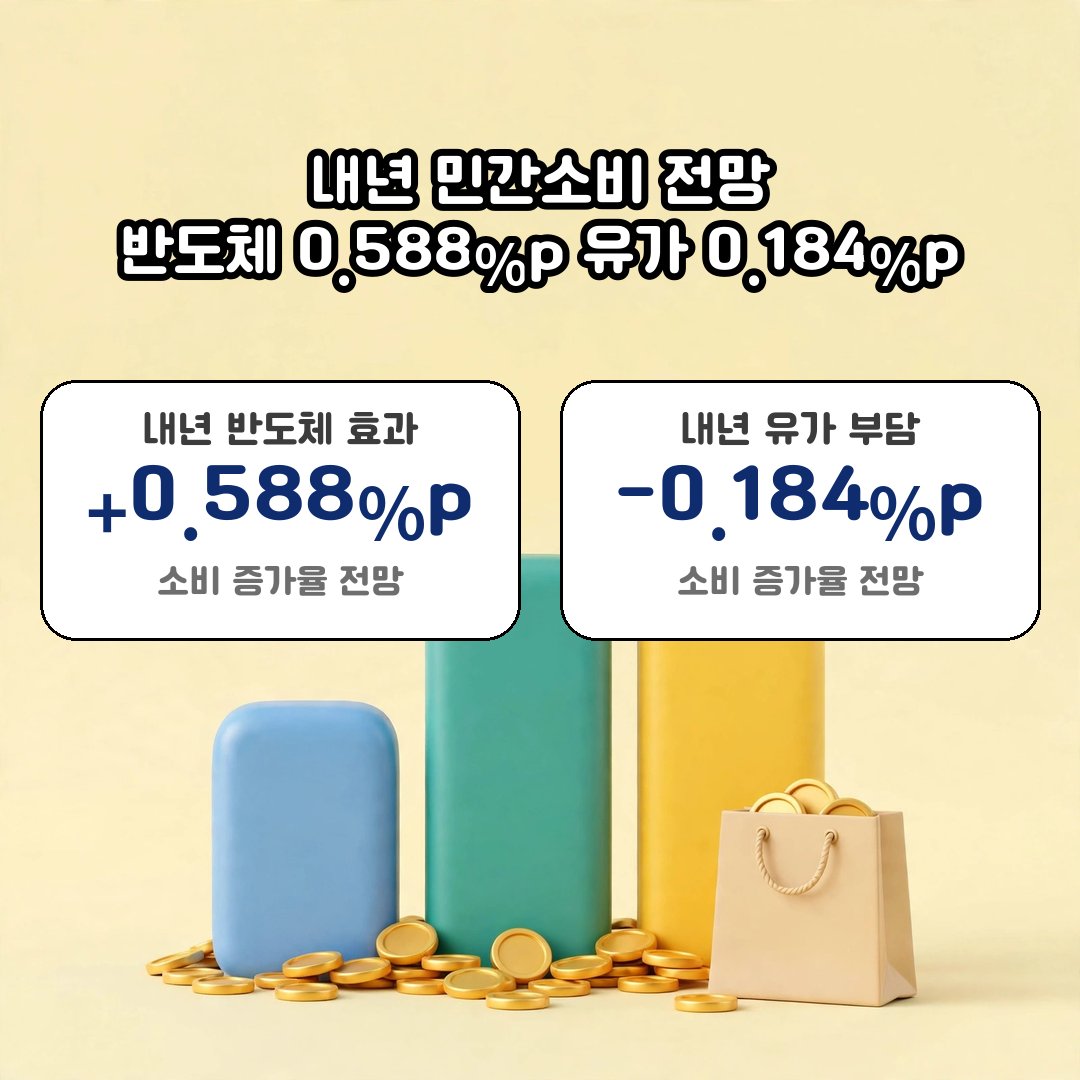 내년 민간소비 전망
반도체 0.588%p 유가 0.184%p
내년 반도체 효과
+0.588%p
소비 증가율 전망
내년 유가 부담
-0.184%p
소비 증가율 전망